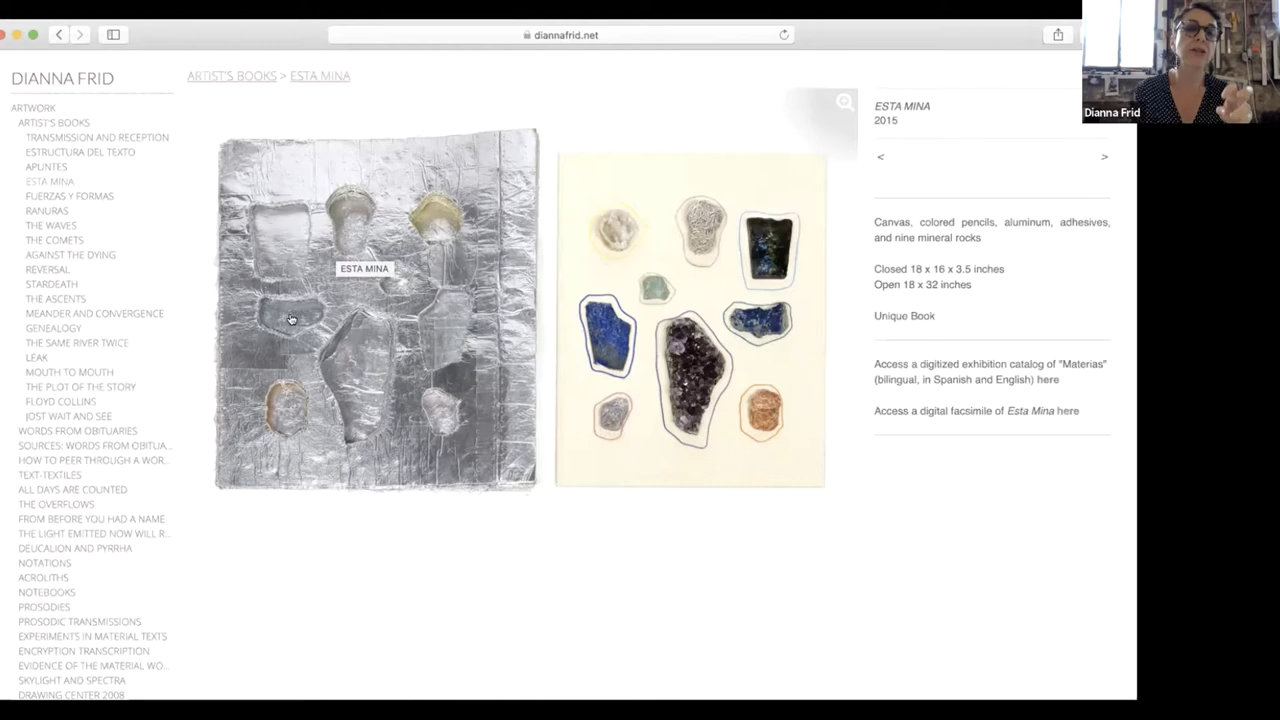 diannafrid.net
DIANNA FRID
ARTWORK
ARTIST'S BOOKS
TRANSMISSION AND RECEPTION
ESTRUCTURA DEL TEXTO
APUNTES
ESTA MINA
FUERZAS Y FORMAS
RANURAS
THE WAVES
THE COMETS
AGAINST THE DYING
REVERSAL
STARDEATH
THE ASCENTS
MEANDER AND CONVERGENCE
GENEALOGY
THE SAME RIVER TWICE
LEAK
MOUTH TO MOUTH
THE PLOT OF THE STORY
FLOYD COLLINS
JOST WAIT AND SEE
WORDS FROM OBITUARIES
SOURCES: WORDS FROM OBITUA...
HOW TO PEER THROUGH A WOR...
TEXT-TEXTILES
ALL DAYS ARE COUNTED
THE OVERFLOWS
FROM BEFORE YOU HAD A NAME
THE LIGHT EMITTED NOW WILL R...
DEUCALION AND PYRRHA
NOTATIONS
ACROLITHS
NOTEBOOKS
PROSODIES
PROSODIC TRANSMISSIONS
EXPERIMENTS IN MATERIAL TEXTS
ENCRYPTION TRANSCRIPTION
EVIDENCE OF THE MATERIAL WO...
SKYLIGHT AND SPECTRA
DRAWING CENTER 2008
ARTIST'S BOOKS > ESTA MINA
ESTA MINA
ESTA MINA
2015
< >
Canvas, colored pencils, aluminum, adhesives,
and nine mineral rocks
Closed 18 x 16 x 3.5 inches
Open 18 x 32 inches
Unique Book
Access a digitized exhibition catalog of "Materias"
(bilingual, in Spanish and English) here
Access a digital facsimile of Esta Mina here
Dianna Frid